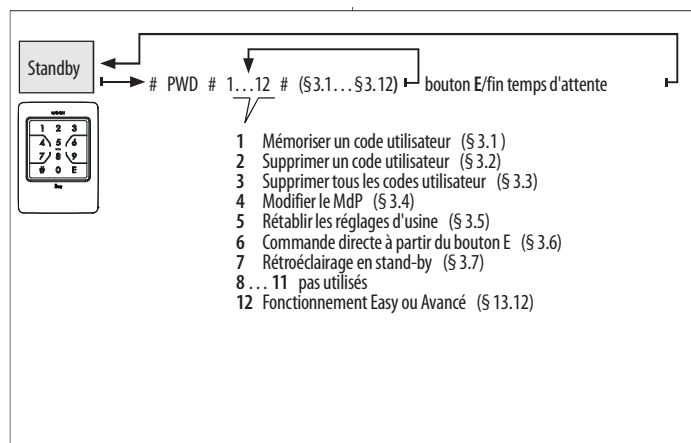 Standby
# PWD # 1...12 # (§3.1...§3.12) bouton E/fin temps d'attente
1 2 3
4 5 6
7 8 9
# 0 E
1 Mémoriser un code utilisateur (§ 3.1 )
2 Supprimer un code utilisateur (§ 3.2)
3 Supprimer tous les codes utilisateur (§ 3.3)
4 Modifier le MdP (§ 3.4)
5 Rétablir les réglages d'usine (§ 3.5)
6 Commande directe à partir du bouton E (§ 3.6)
7 Rétroéclairage en stand-by (§ 3.7)
8 ... 11 pas utilisés
12 Fonctionnement Easy ou Avancé (§ 13.12)